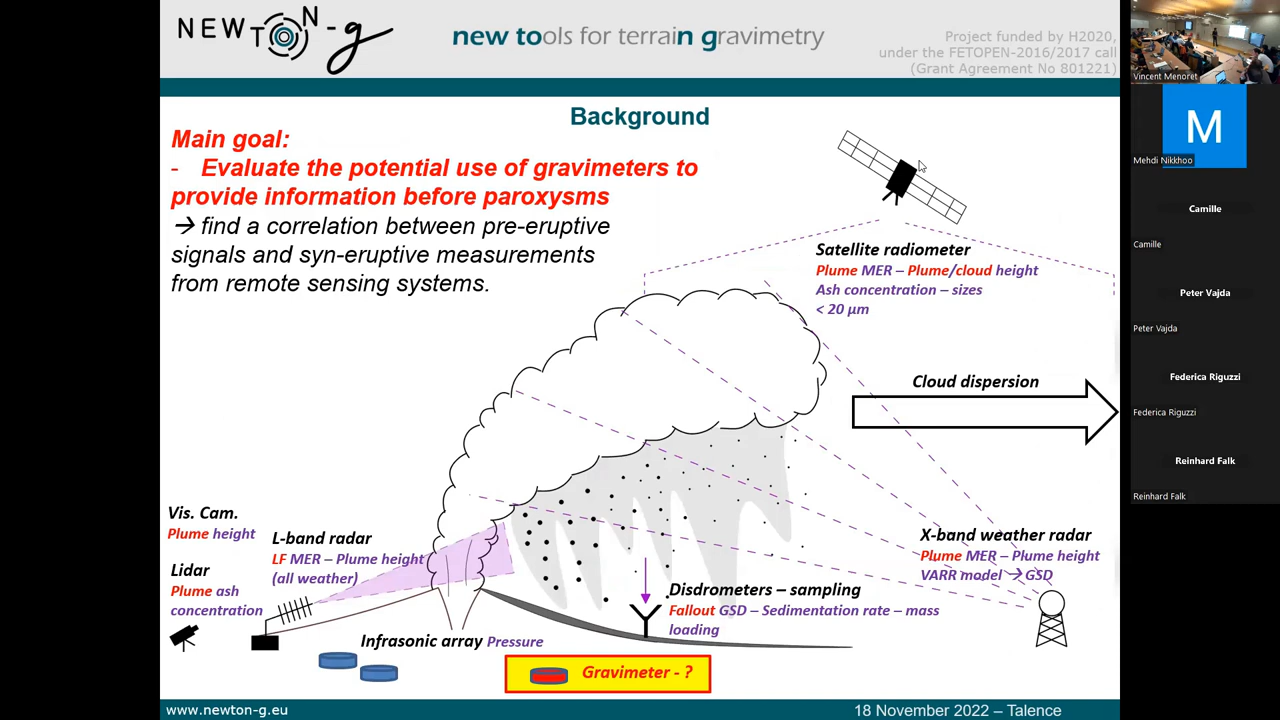 NEWTON-g
new tools for terrain gravimetry
Project funded by H2020,
under the FETOPEN-2016/2017 call
(Grant Agreement No 801221)
Background
Main goal:
- Evaluate the potential use of gravimeters to
provide information before paroxysms
→ find a correlation between pre-eruptive
signals and syn-eruptive measurements
from remote sensing systems.
Satellite radiometer
Plume MER – Plume/cloud height
Ash concentration – sizes
< 20 µm
Cloud dispersion
Vis. Cam.
Plume height
Lidar
Plume ash
concentration
L-band radar
LF MER – Plume height
(all weather)
Infrasonic array Pressure
Disdrometers – sampling
Fallout GSD – Sedimentation rate – mass
loading
X-band weather radar
Plume MER – Plume height
VARR model → GSD
Gravimeter - ?
www.newton-g.eu
18 November 2022 – Talence
Vincent Menoret
M
Mehdi Nikkhoo
Camille
Camille
Peter Vajda
Peter Vajda
Federica Riguzzi
Federica Riguzzi
Reinhard Falk
Reinhard Falk